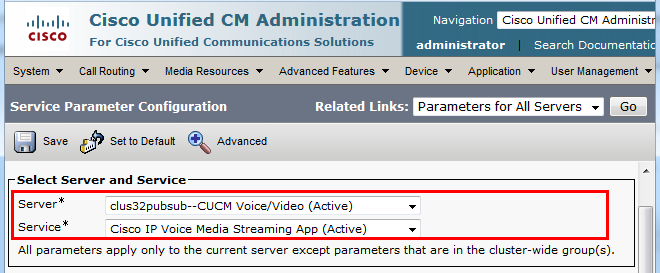 Cisco Unified CM Administration
Navigation Cisco Unified CM Administr
CISCO
For Cisco Unified Communications Solutions
administrator | Search Documentatio
System Call Routing Media Resources Advanced Features Device Application User Management
Service Parameter Configuration
Related Links: Parameters for All Servers Go
Save Set to Default Advanced
Select Server and Service
Server* clus32pubsub--CUCM Voice/Video (Active)
Service* Cisco IP Voice Media Streaming App (Active)
All parameters apply only to the current server except parameters that are in the cluster-wide group(s).